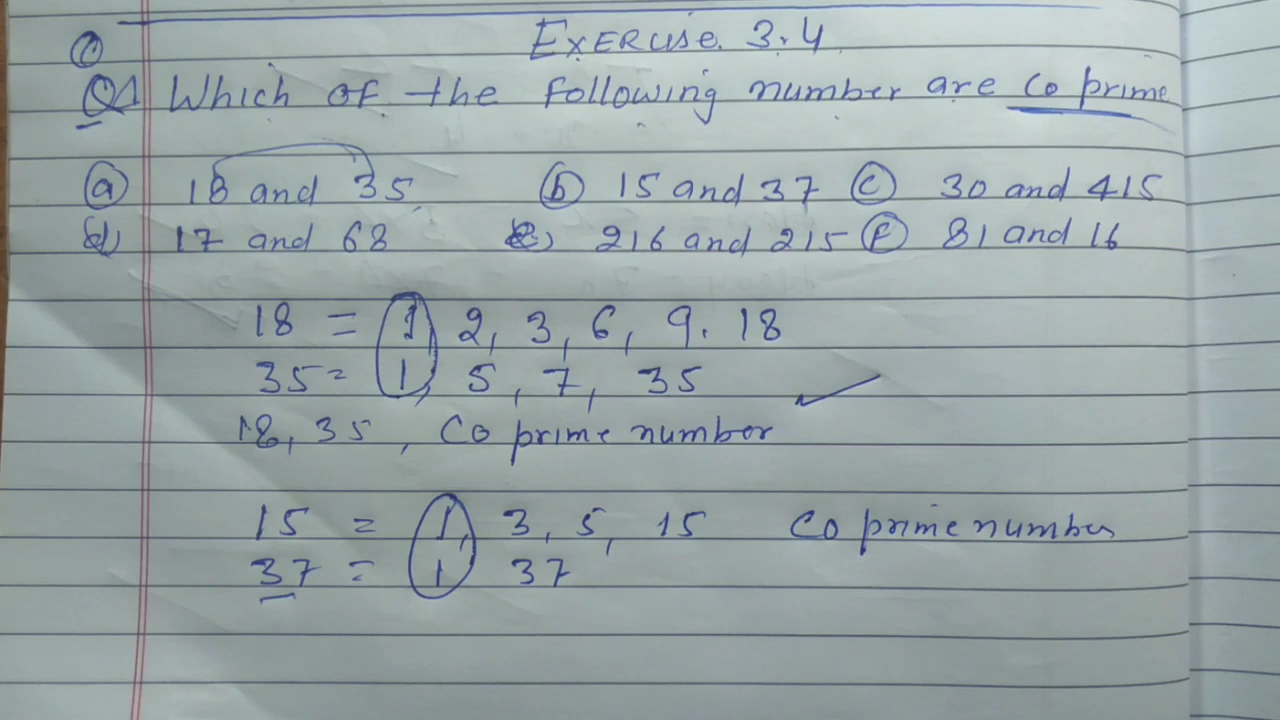 Exercise. 3.4
Q1 Which of the following number are co prime
(a) 18 and 35 (b) 15 and 37 (c) 30 and 415
(d) 17 and 68 (e) 216 and 215 (f) 81 and 16
18 = 1, 2, 3, 6, 9. 18
35 = 1, 5, 7, 35
18, 35, Co prime number
15 = 1, 3, 5, 15 Co prime number
37 = 1 37